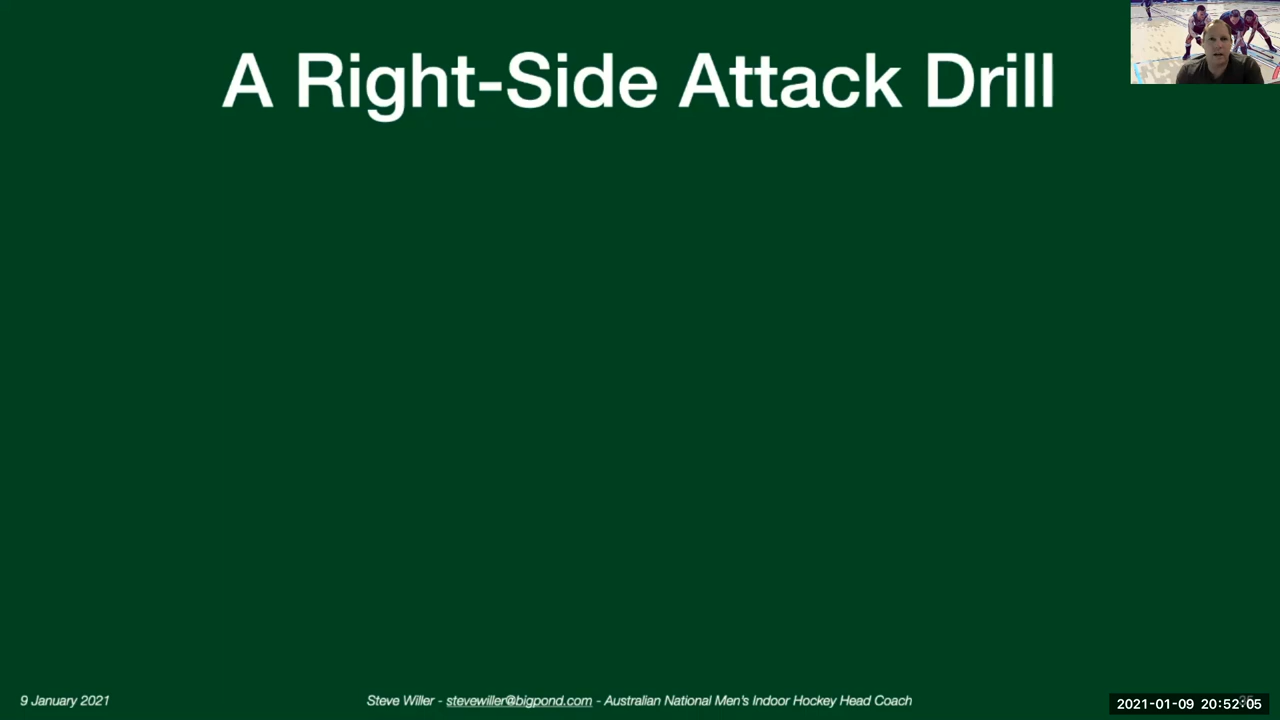 A Right-Side Attack Drill
9 January 2021
Steve Willer - stevewiller@bigpond.com - Australian National Men's Indoor Hockey Head Coach
2021-01-09 20:52:05